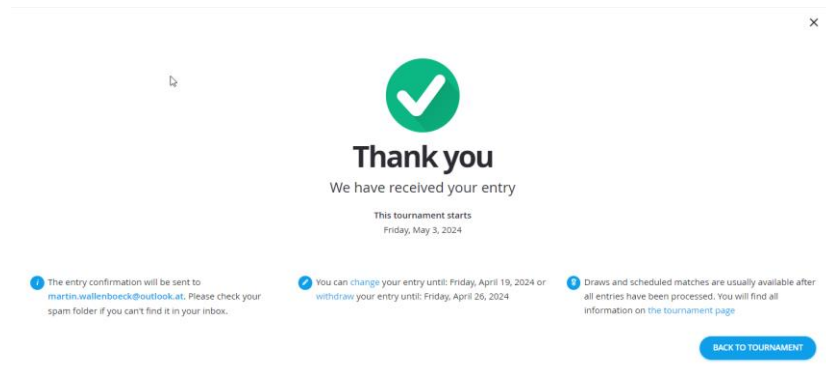 Thank you
We have received your entry
This tournament starts
Friday, May 3, 2024
The entry confirmation will be sent to
martin.wallenboeck@outlook.at. Please check your
spam folder if you can't find it in your inbox.
You can change your entry until: Friday, April 19, 2024 or
withdraw your entry until: Friday, April 26, 2024
Draws and scheduled matches are usually available after
all entries have been processed. You will find all
information on the tournament page
BACK TO TOURNAMENT